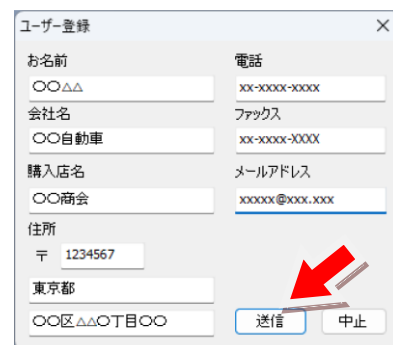 ユーザー登録
お名前
〇〇△△
会社名
〇〇自動車
購入店名
〇〇商会
住所
〒 1234567
東京都
〇〇区△△〇丁目〇〇
電話
xx-xxxx-xxxx
ファックス
xx-xxxx-XXXX
メールアドレス
xxxxx@xxx.xxx
送信 中止